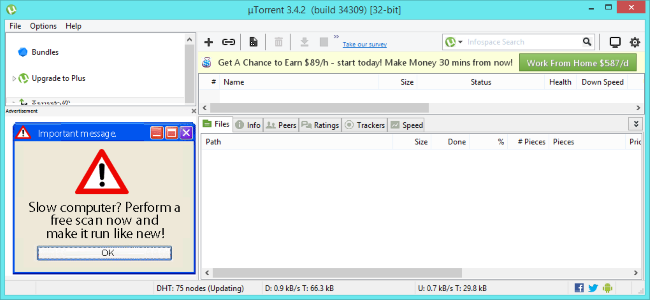 µTorrent 3.4.2 (build 34309) [32-bit]
File Options Help
Bundles
Upgrade to Plus
Take our survey
Infospace Search
Get A Chance to Earn $89/h - start today! Make Money 30 mins from now!
Work From Home $587/d
# Name Size Status Health Down Speed
Advertisement
Important message.
Slow computer? Perform a
free scan now and
make it run like new!
OK
Files Info Peers Ratings Trackers Speed
Path Size Done % # Pieces Pieces Pric
DHT: 75 nodes (Updating) D: 0.9 kB/s T: 66.3 kB U: 0.7 kB/s T: 29.8 kB